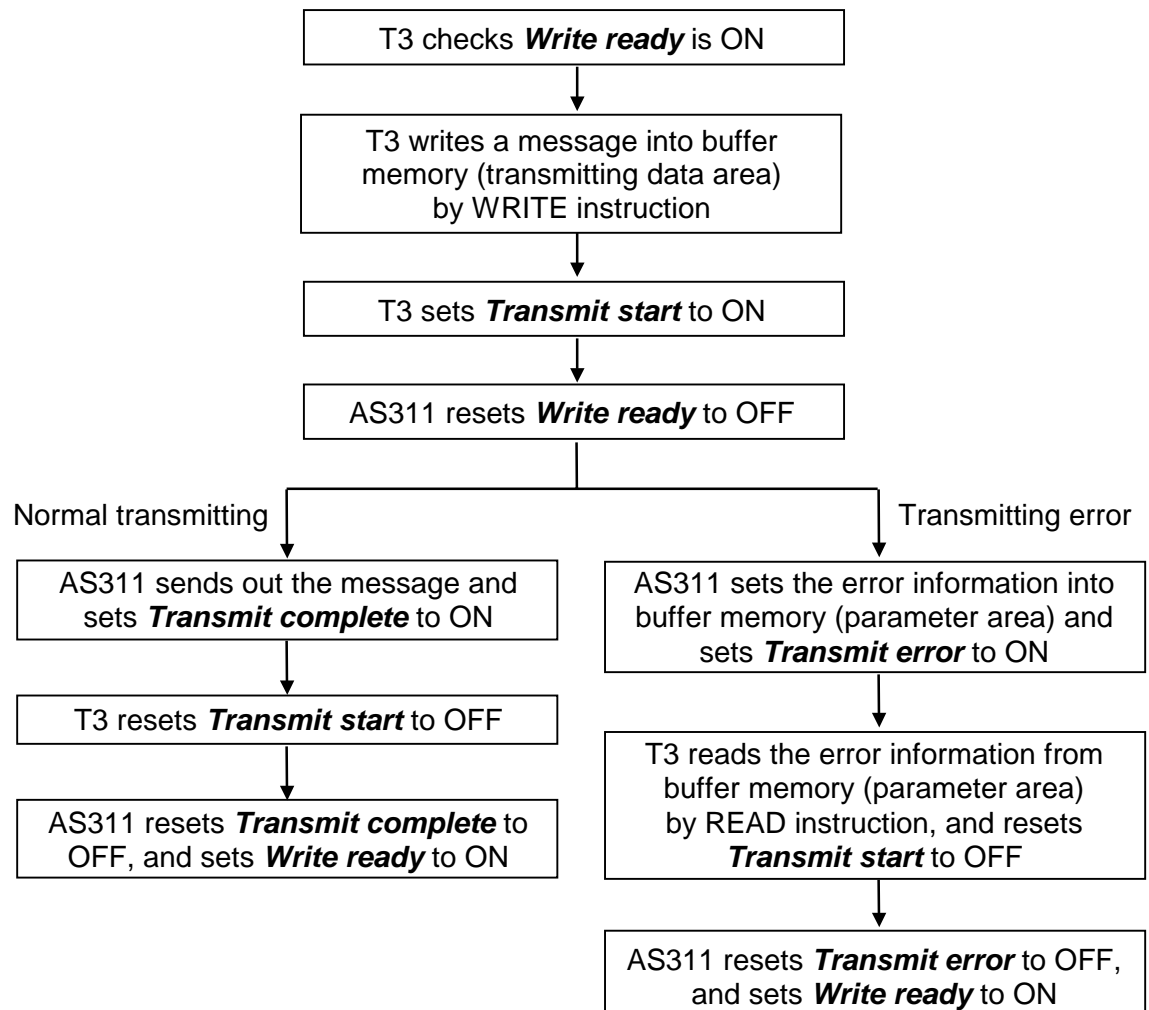 T3 checks Write ready is ON
T3 writes a message into buffer
memory (transmitting data area)
by WRITE instruction
T3 sets Transmit start to ON
AS311 resets Write ready to OFF
Normal transmitting
AS311 sends out the message and
sets Transmit complete to ON
T3 resets Transmit start to OFF
AS311 resets Transmit complete to
OFF, and sets Write ready to ON
Transmitting error
AS311 sets the error information into
buffer memory (parameter area) and
sets Transmit error to ON
T3 reads the error information from
buffer memory (parameter area)
by READ instruction, and resets
Transmit start to OFF
AS311 resets Transmit error to OFF,
and sets Write ready to ON